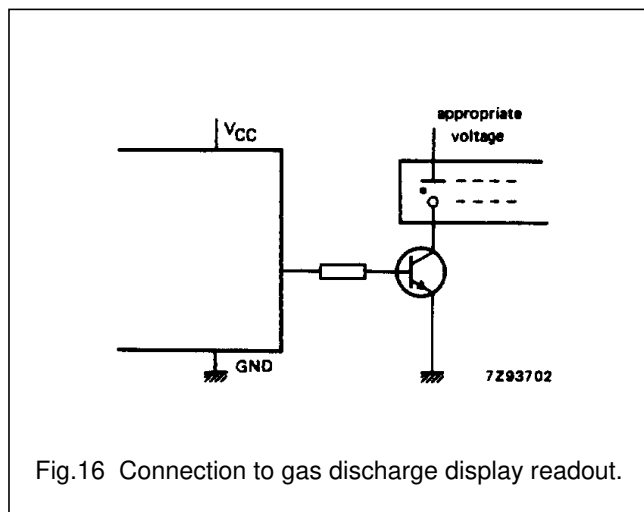 appropriate
voltage
VCC
GND
7Z93702
Fig.16 Connection to gas discharge display readout.